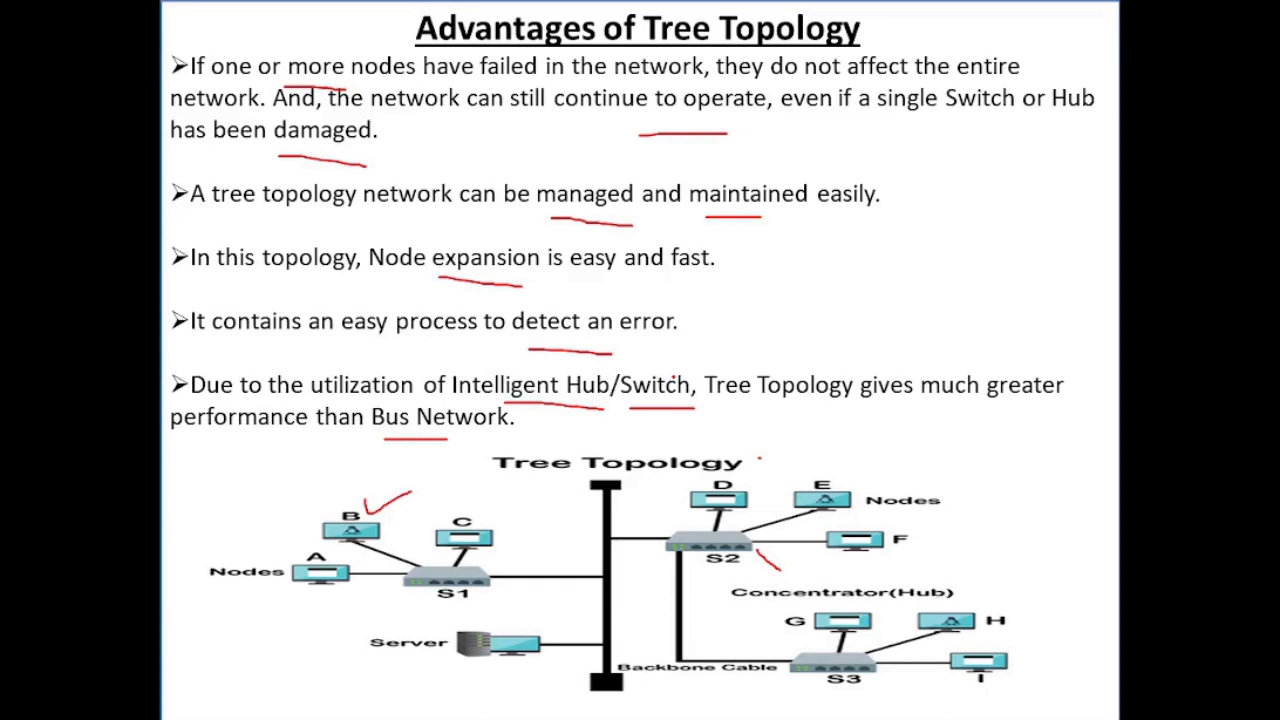 Advantages of Tree Topology
➢If one or more nodes have failed in the network, they do not affect the entire
network. And, the network can still continue to operate, even if a single Switch or Hub
has been damaged.
➢A tree topology network can be managed and maintained easily.
➢In this topology, Node expansion is easy and fast.
➢It contains an easy process to detect an error.
➢Due to the utilization of Intelligent Hub/Switch, Tree Topology gives much greater
performance than Bus Network.
Tree Topology
B
C
A
Nodes
S1
Server
D
E
Nodes
F
S2
Concentrator(Hub)
G
H
Backbone Cable
S3
I